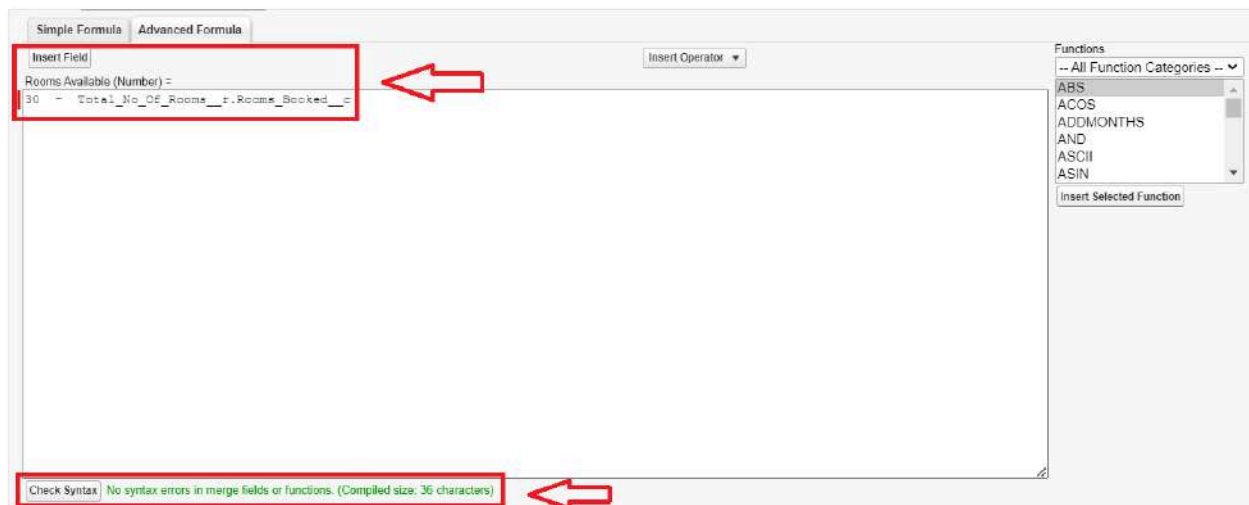 Simple Formula Advanced Formula
Insert Field Insert Operator
Rooms Available (Number) =
30 - Total_No_Of_Rooms__r.Rooms_Booked__c
Functions
-- All Function Categories --
ABS
ACOS
ADDMONTHS
AND
ASCII
ASIN
Insert Selected Function
Check Syntax No syntax errors in merge fields or functions. (Compiled size: 36 characters)